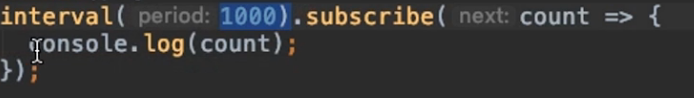 interval( period: 1000).subscribe( next: count => {
console.log(count);
});